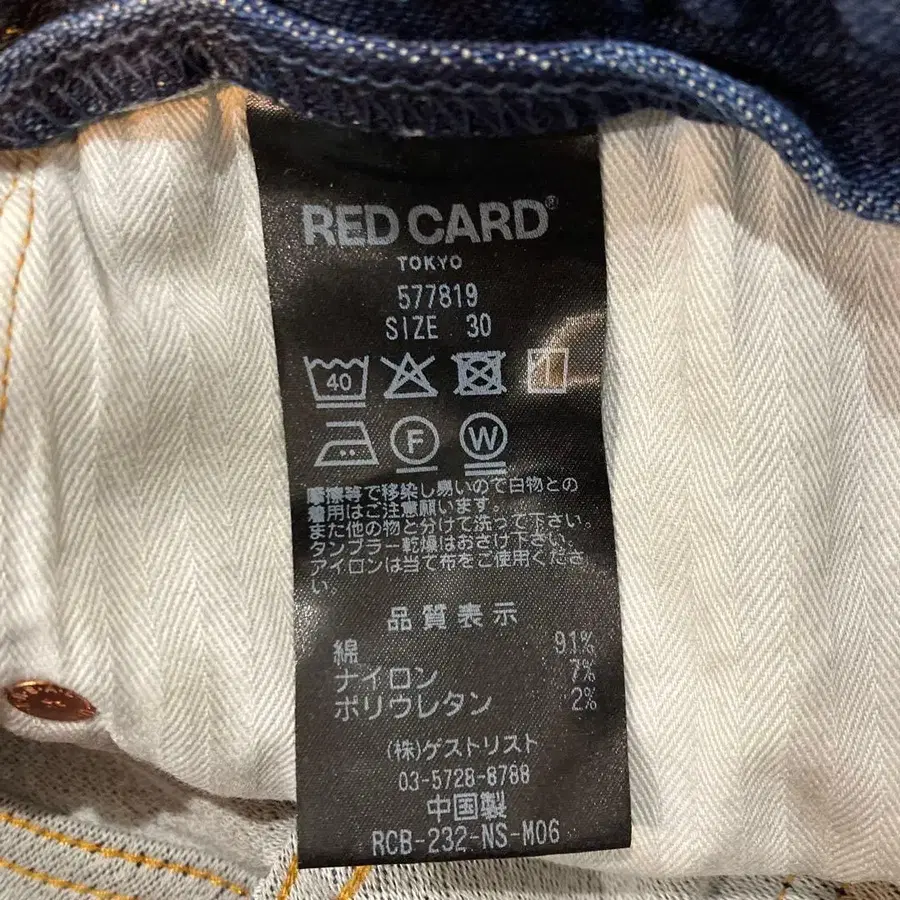 RED CARD®
TOKYO
577819
SIZE 30
40
F W
摩擦等で移染し易いので白物との
着用はご注意願います。
また他の物と分けて洗って下さい。
タンブラー乾燥はおさけ下さい。
アイロンは当て布をご使用くださ
い。
品質表示
綿 91%
ナイロン 7%
ポリウレタン 2%
(株)ゲストリスト
03-5728-8788
中国製
RCB-232-NS-M06